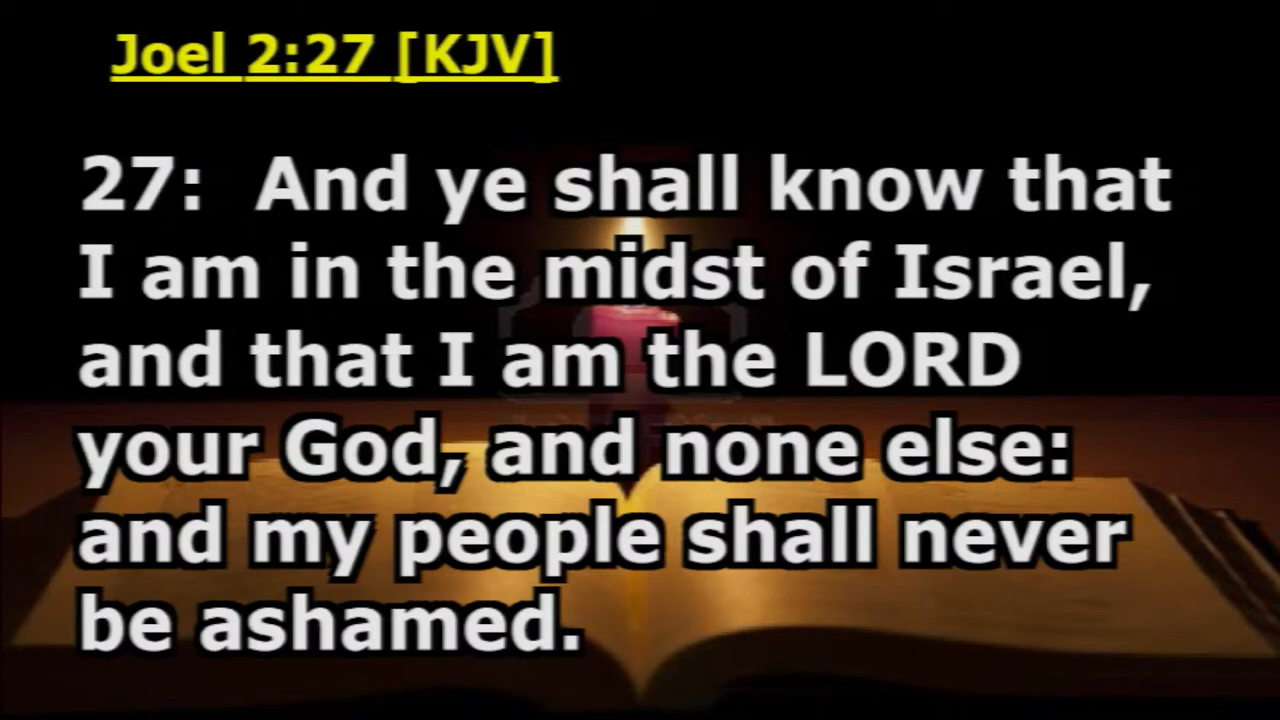 Joel 2:27 [KJV]
27:  And ye shall know that
I am in the midst of Israel,
and that I am the LORD
your God, and none else:
and my people shall never
be ashamed.